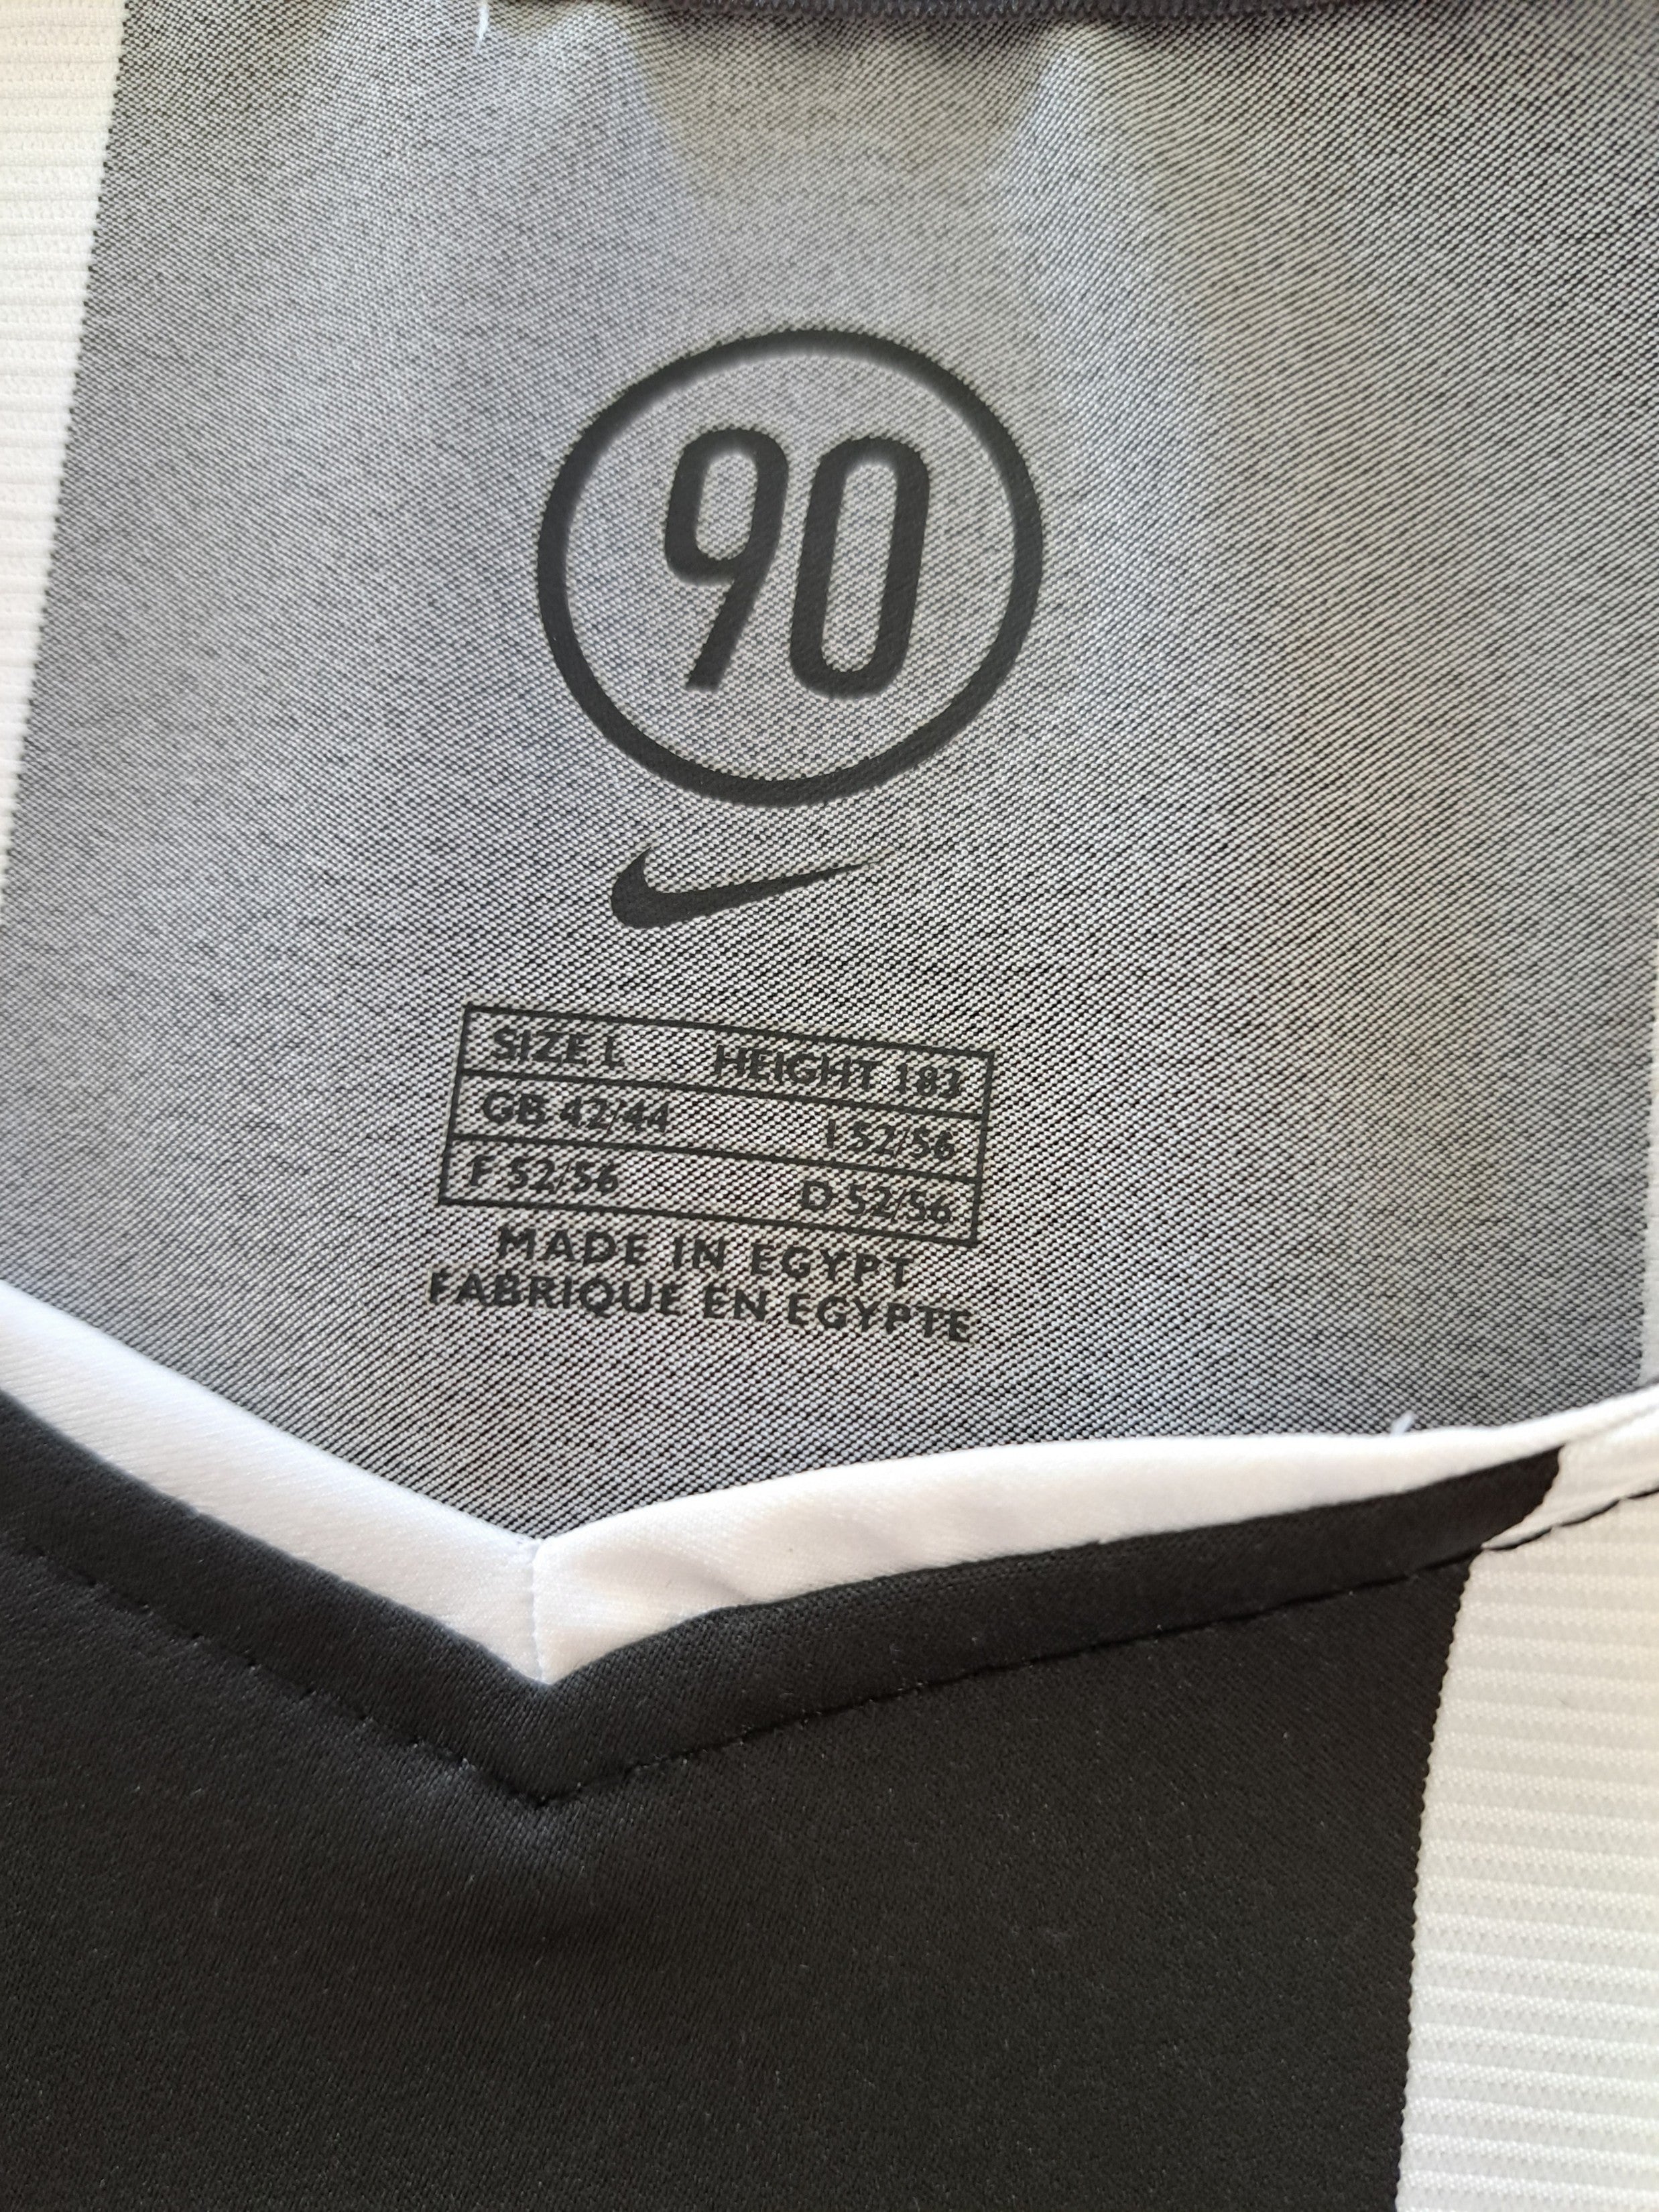 90
SIZE L HEIGHT 183
GB 42/44 I 52/56
F 52/56 D 52/56
MADE IN EGYPT
FABRIQUE EN EGYPTE